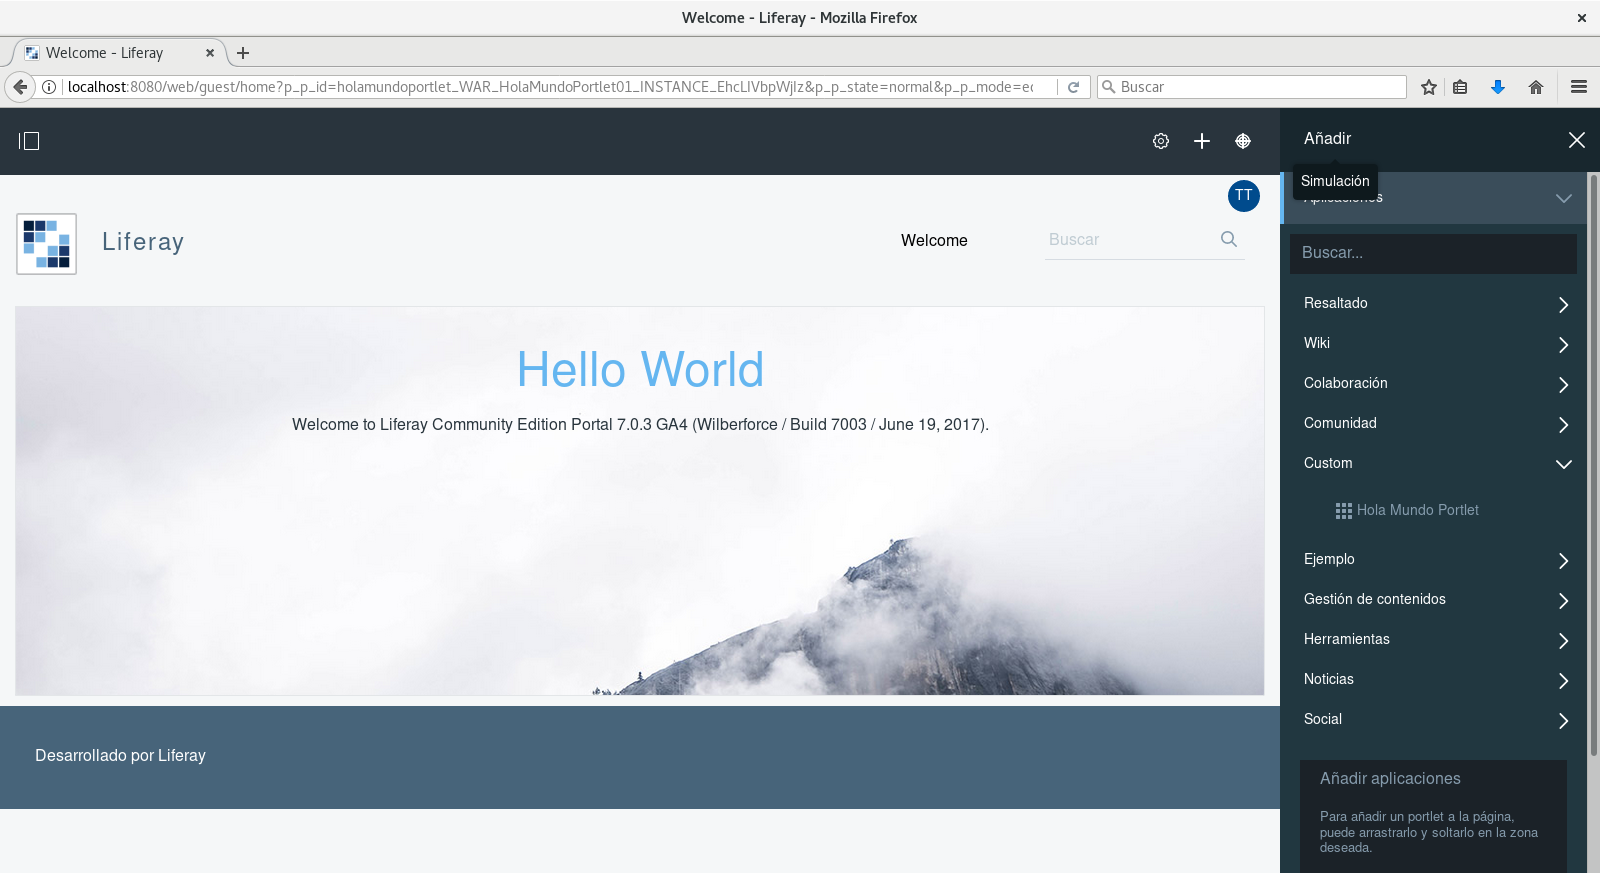 Welcome - Liferay - Mozilla Firefox
Welcome - Liferay
localhost:8080/web/guest/home?p_p_id=holamundoportlet_WAR_HolaMundoPortlet01_INSTANCE_EhcLIVbpWjIz&p_p_state=normal&p_p_mode=ec
Buscar
Añadir
Simulación
Aplicaciones
TT
Liferay
Welcome
Buscar
Buscar...
Hello World
Welcome to Liferay Community Edition Portal 7.0.3 GA4 (Wilberforce / Build 7003 / June 19, 2017).
Resaltado
Wiki
Colaboración
Comunidad
Custom
Hola Mundo Portlet
Ejemplo
Gestión de contenidos
Herramientas
Noticias
Social
Añadir aplicaciones
Para añadir un portlet a la página,
puede arrastrarlo y soltarlo en la zona
deseada.
Desarrollado por Liferay